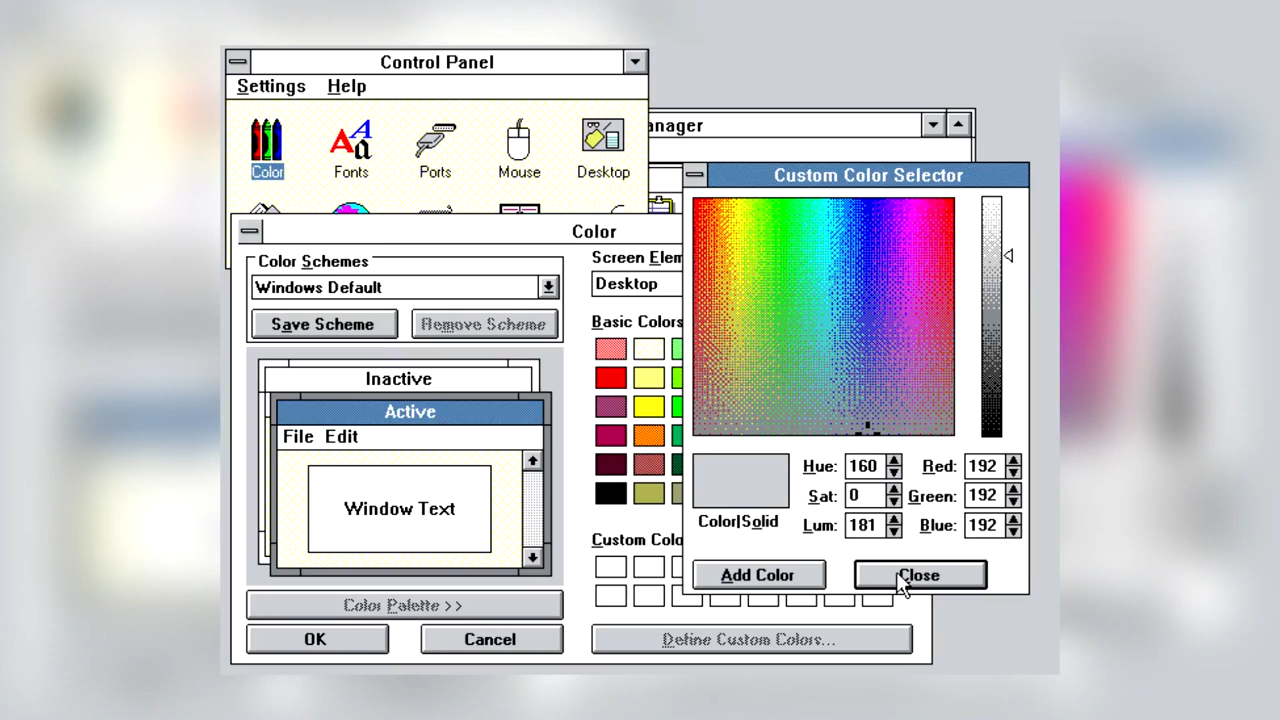 Control Panel
Settings Help
Color Fonts Ports Mouse Desktop
anager
Custom Color Selector
Color
Color Schemes
Windows Default
Save Scheme Remove Scheme
Inactive
Active
File Edit
Window Text
Color Palette >>
OK Cancel
Screen Elem
Desktop
Basic Colors
Custom Colo
Define Custom Colors...
Hue: 160 Red: 192
Sat: 0 Green: 192
Color|Solid
Lum: 181 Blue: 192
Add Color Close